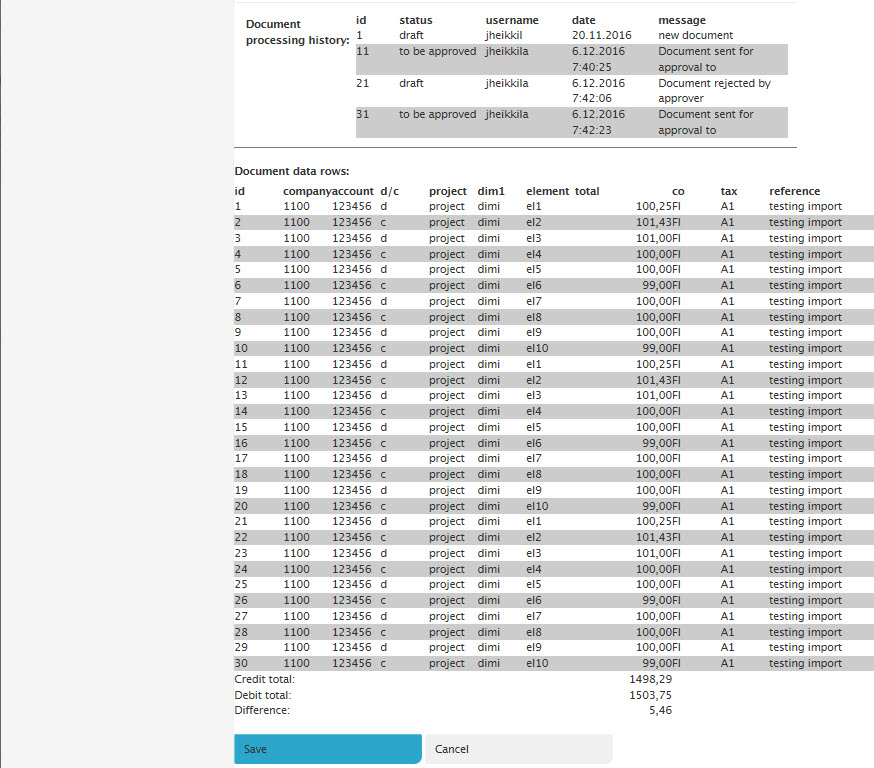 Document processing history:
id status username date message
1 draft jheikkil 20.11.2016 new document
11 to be approved jheikkila 6.12.2016 7:40:25 Document sent for approval to
21 draft jheikkila 6.12.2016 7:42:06 Document rejected by approver
31 to be approved jheikkila 6.12.2016 7:42:23 Document sent for approval to
Document data rows:
id company account d/c project dim1 element total co tax reference
1 1100 123456 d project dimi el1 100,25 FI A1 testing import
2 1100 123456 c project dimi el2 101,43 FI A1 testing import
3 1100 123456 d project dimi el3 101,00 FI A1 testing import
4 1100 123456 c project dimi el4 100,00 FI A1 testing import
5 1100 123456 d project dimi el5 100,00 FI A1 testing import
6 1100 123456 c project dimi el6 99,00 FI A1 testing import
7 1100 123456 d project dimi el7 100,00 FI A1 testing import
8 1100 123456 c project dimi el8 100,00 FI A1 testing import
9 1100 123456 d project dimi el9 100,00 FI A1 testing import
10 1100 123456 c project dimi el10 99,00 FI A1 testing import
11 1100 123456 d project dimi el1 100,25 FI A1 testing import
12 1100 123456 c project dimi el2 101,43 FI A1 testing import
13 1100 123456 d project dimi el3 101,00 FI A1 testing import
14 1100 123456 c project dimi el4 100,00 FI A1 testing import
15 1100 123456 d project dimi el5 100,00 FI A1 testing import
16 1100 123456 c project dimi el6 99,00 FI A1 testing import
17 1100 123456 d project dimi el7 100,00 FI A1 testing import
18 1100 123456 c project dimi el8 100,00 FI A1 testing import
19 1100 123456 d project dimi el9 100,00 FI A1 testing import
20 1100 123456 c project dimi el10 99,00 FI A1 testing import
21 1100 123456 d project dimi el1 100,25 FI A1 testing import
22 1100 123456 c project dimi el2 101,43 FI A1 testing import
23 1100 123456 d project dimi el3 101,00 FI A1 testing import
24 1100 123456 c project dimi el4 100,00 FI A1 testing import
25 1100 123456 d project dimi el5 100,00 FI A1 testing import
26 1100 123456 c project dimi el6 99,00 FI A1 testing import
27 1100 123456 d project dimi el7 100,00 FI A1 testing import
28 1100 123456 c project dimi el8 100,00 FI A1 testing import
29 1100 123456 d project dimi el9 100,00 FI A1 testing import
30 1100 123456 c project dimi el10 99,00 FI A1 testing import
Credit total: 1498,29
Debit total: 1503,75
Difference: 5,46
Save Cancel